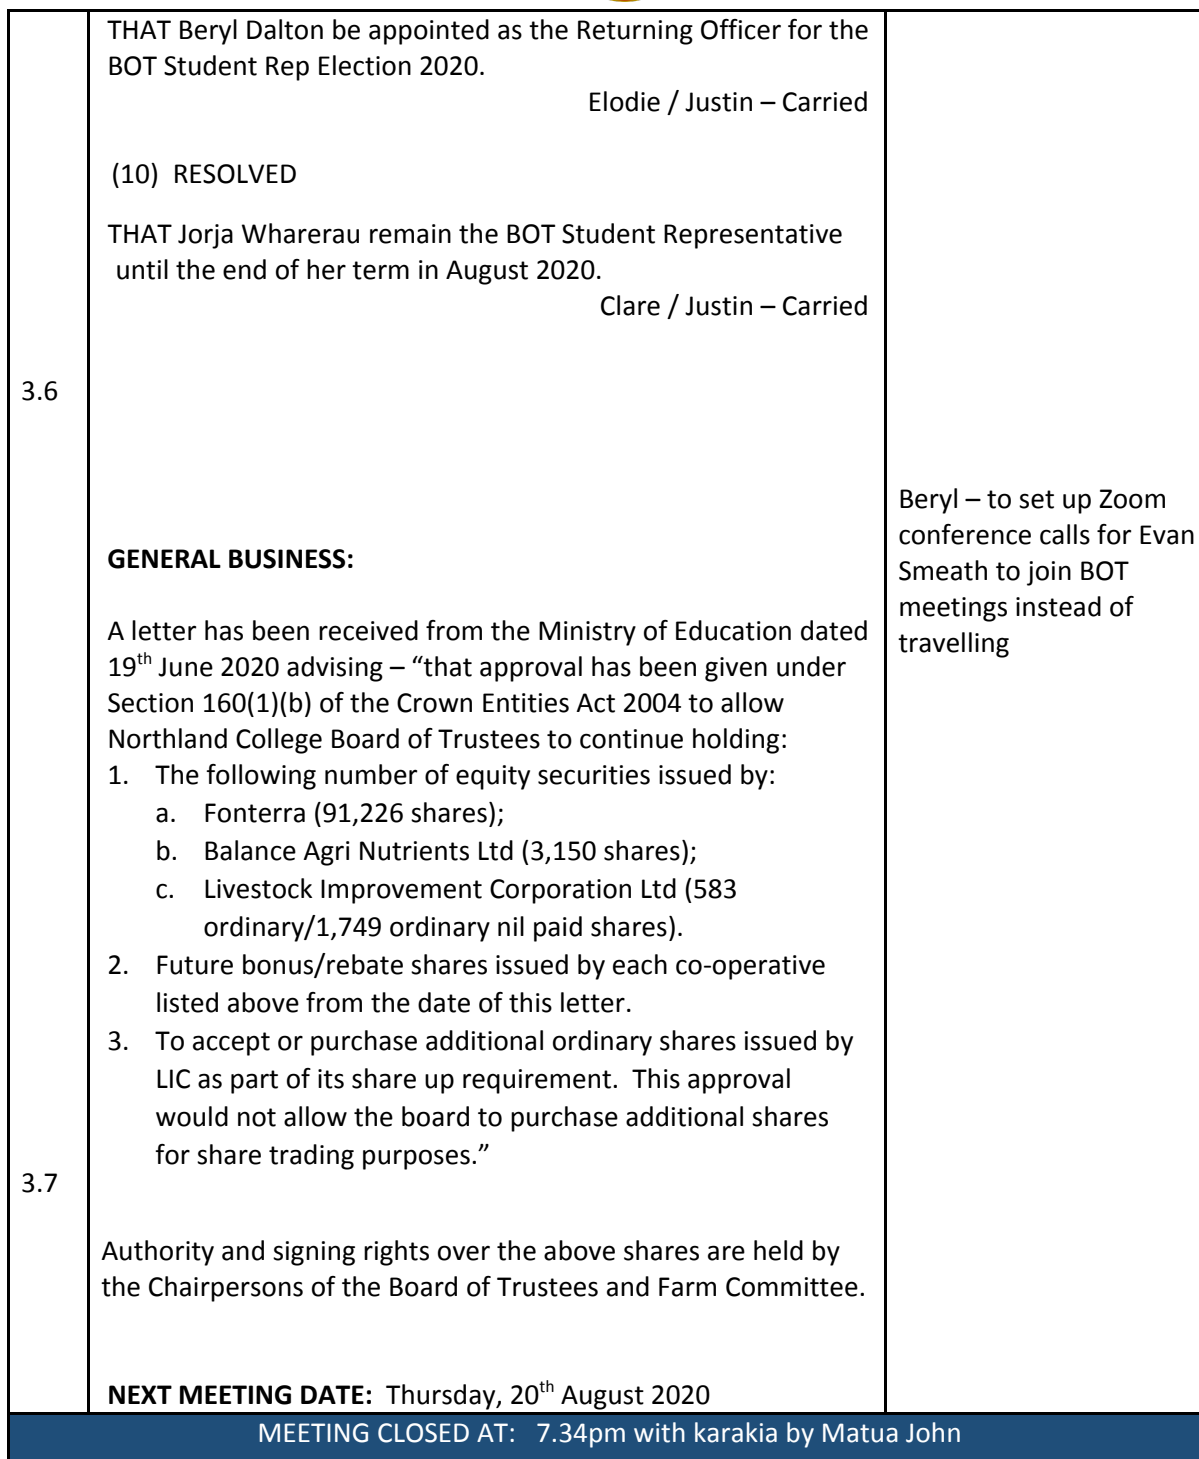 THAT Beryl Dalton be appointed as the Returning Officer for the
BOT Student Rep Election 2020.
Elodie / Justin – Carried
(10) RESOLVED
THAT Jorja Wharerau remain the BOT Student Representative
until the end of her term in August 2020.
Clare / Justin – Carried
3.6
Beryl – to set up Zoom
conference calls for Evan
Smeath to join BOT
meetings instead of
travelling
GENERAL BUSINESS:
A letter has been received from the Ministry of Education dated
19th June 2020 advising – “that approval has been given under
Section 160(1)(b) of the Crown Entities Act 2004 to allow
Northland College Board of Trustees to continue holding:
1. The following number of equity securities issued by:
a. Fonterra (91,226 shares);
b. Balance Agri Nutrients Ltd (3,150 shares);
c. Livestock Improvement Corporation Ltd (583
ordinary/1,749 ordinary nil paid shares).
2. Future bonus/rebate shares issued by each co-operative
listed above from the date of this letter.
3. To accept or purchase additional ordinary shares issued by
LIC as part of its share up requirement. This approval
would not allow the board to purchase additional shares
for share trading purposes.”
3.7
Authority and signing rights over the above shares are held by
the Chairpersons of the Board of Trustees and Farm Committee.
NEXT MEETING DATE: Thursday, 20th August 2020
MEETING CLOSED AT: 7.34pm with karakia by Matua John